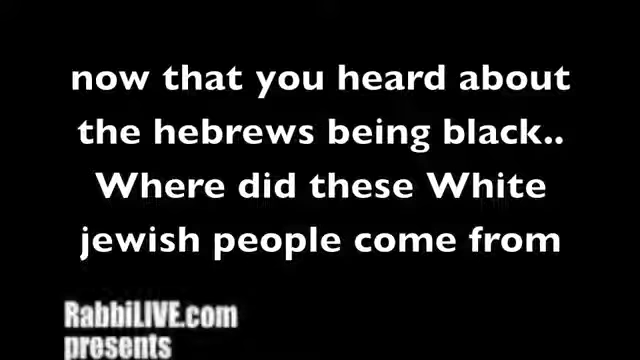 now that you heard about
the hebrews being black..
Where did these White
jewish people come from
RabbiLIVE.com
presents